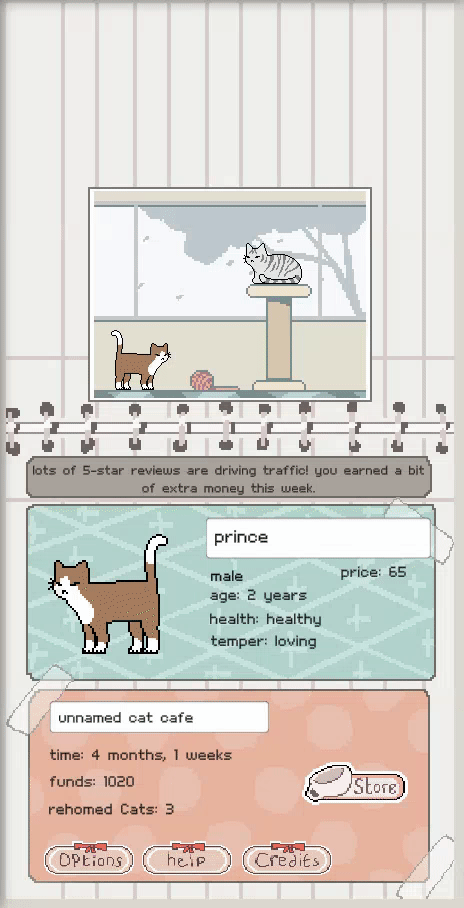 lots of 5-star reviews are driving traffic! you earned a bit
of extra money this week.
prince
male
price: 65
age: 2 years
health: healthy
temper: loving
unnamed cat cafe
time: 4 months, 1 weeks
funds: 1020
Store
rehomed Cats: 3
Options
help
Credits